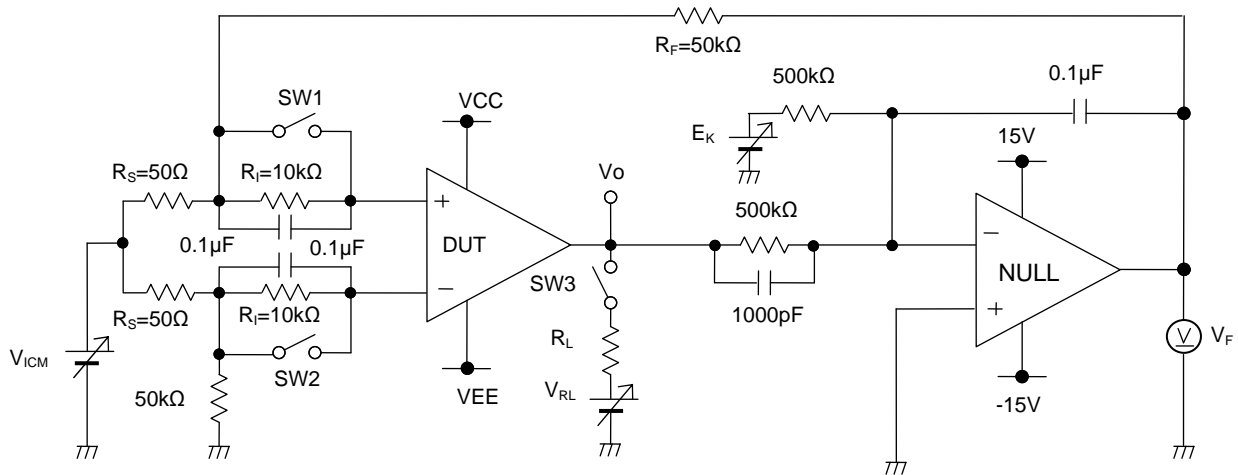 RF=50kΩ
500kΩ
0.1μF
SW1
VCC
EK
15V
RS=50Ω
RI=10kΩ
Vo
+
500kΩ
0.1μF
0.1μF
DUT
−
NULL
−
SW3
+
RS=50Ω
RI=10kΩ
1000pF
V
VF
RL
VICM
SW2
50kΩ
VEE
VRL
-15V